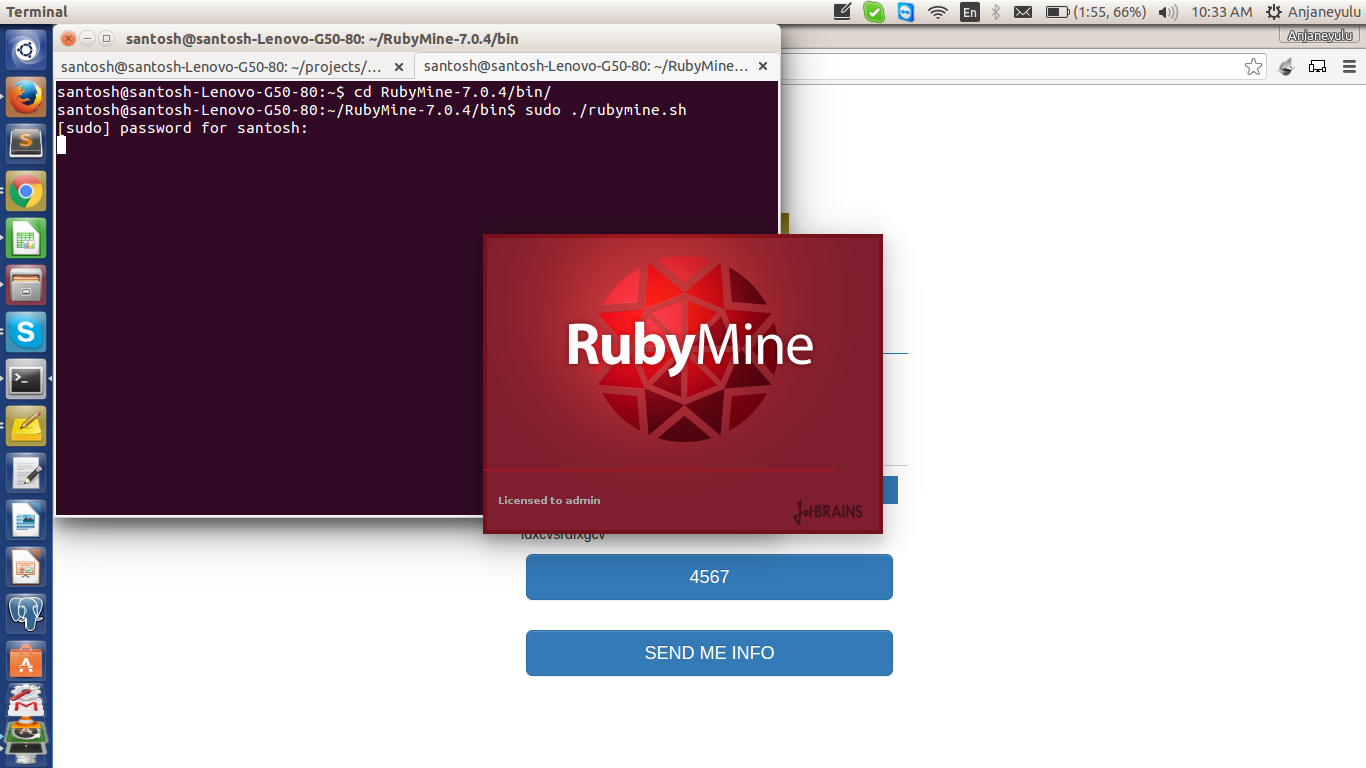 Terminal
En
(1:55, 66%)
10:33 AM
Anjaneyulu
Anjaneyulu
santosh@santosh-Lenovo-G50-80: ~/RubyMine-7.0.4/bin
santosh@santosh-Lenovo-G50-80: ~/projects/...
santosh@santosh-Lenovo-G50-80: ~/RubyMine...
santosh@santosh-Lenovo-G50-80:~$ cd RubyMine-7.0.4/bin/
santosh@santosh-Lenovo-G50-80:~/RubyMine-7.0.4/bin$ sudo ./rubymine.sh
[sudo] password for santosh:
RubyMine
Licensed to admin
JetBRAINS
4567
SEND ME INFO